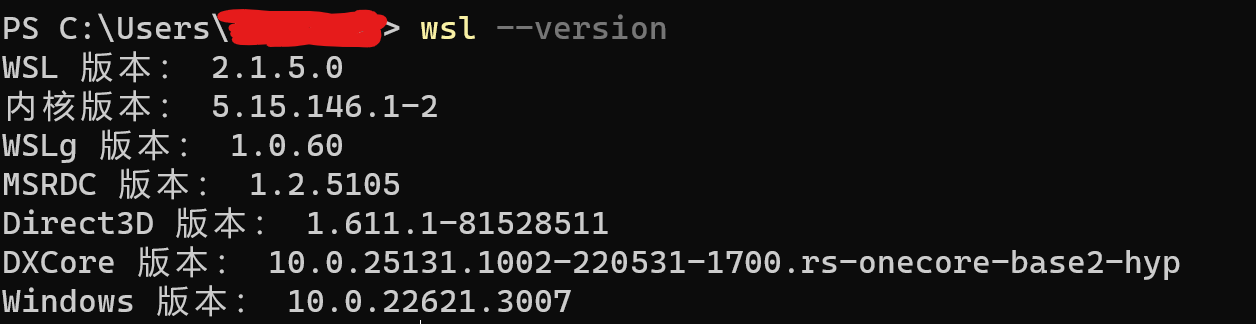 PS C:\Users\> wsl --version
WSL 版本： 2.1.5.0
内核版本： 5.15.146.1-2
WSLg 版本： 1.0.60
MSRDC 版本： 1.2.5105
Direct3D 版本： 1.611.1-81528511
DXCore 版本： 10.0.25131.1002-220531-1700.rs-onecore-base2-hyp
Windows 版本： 10.0.22621.3007